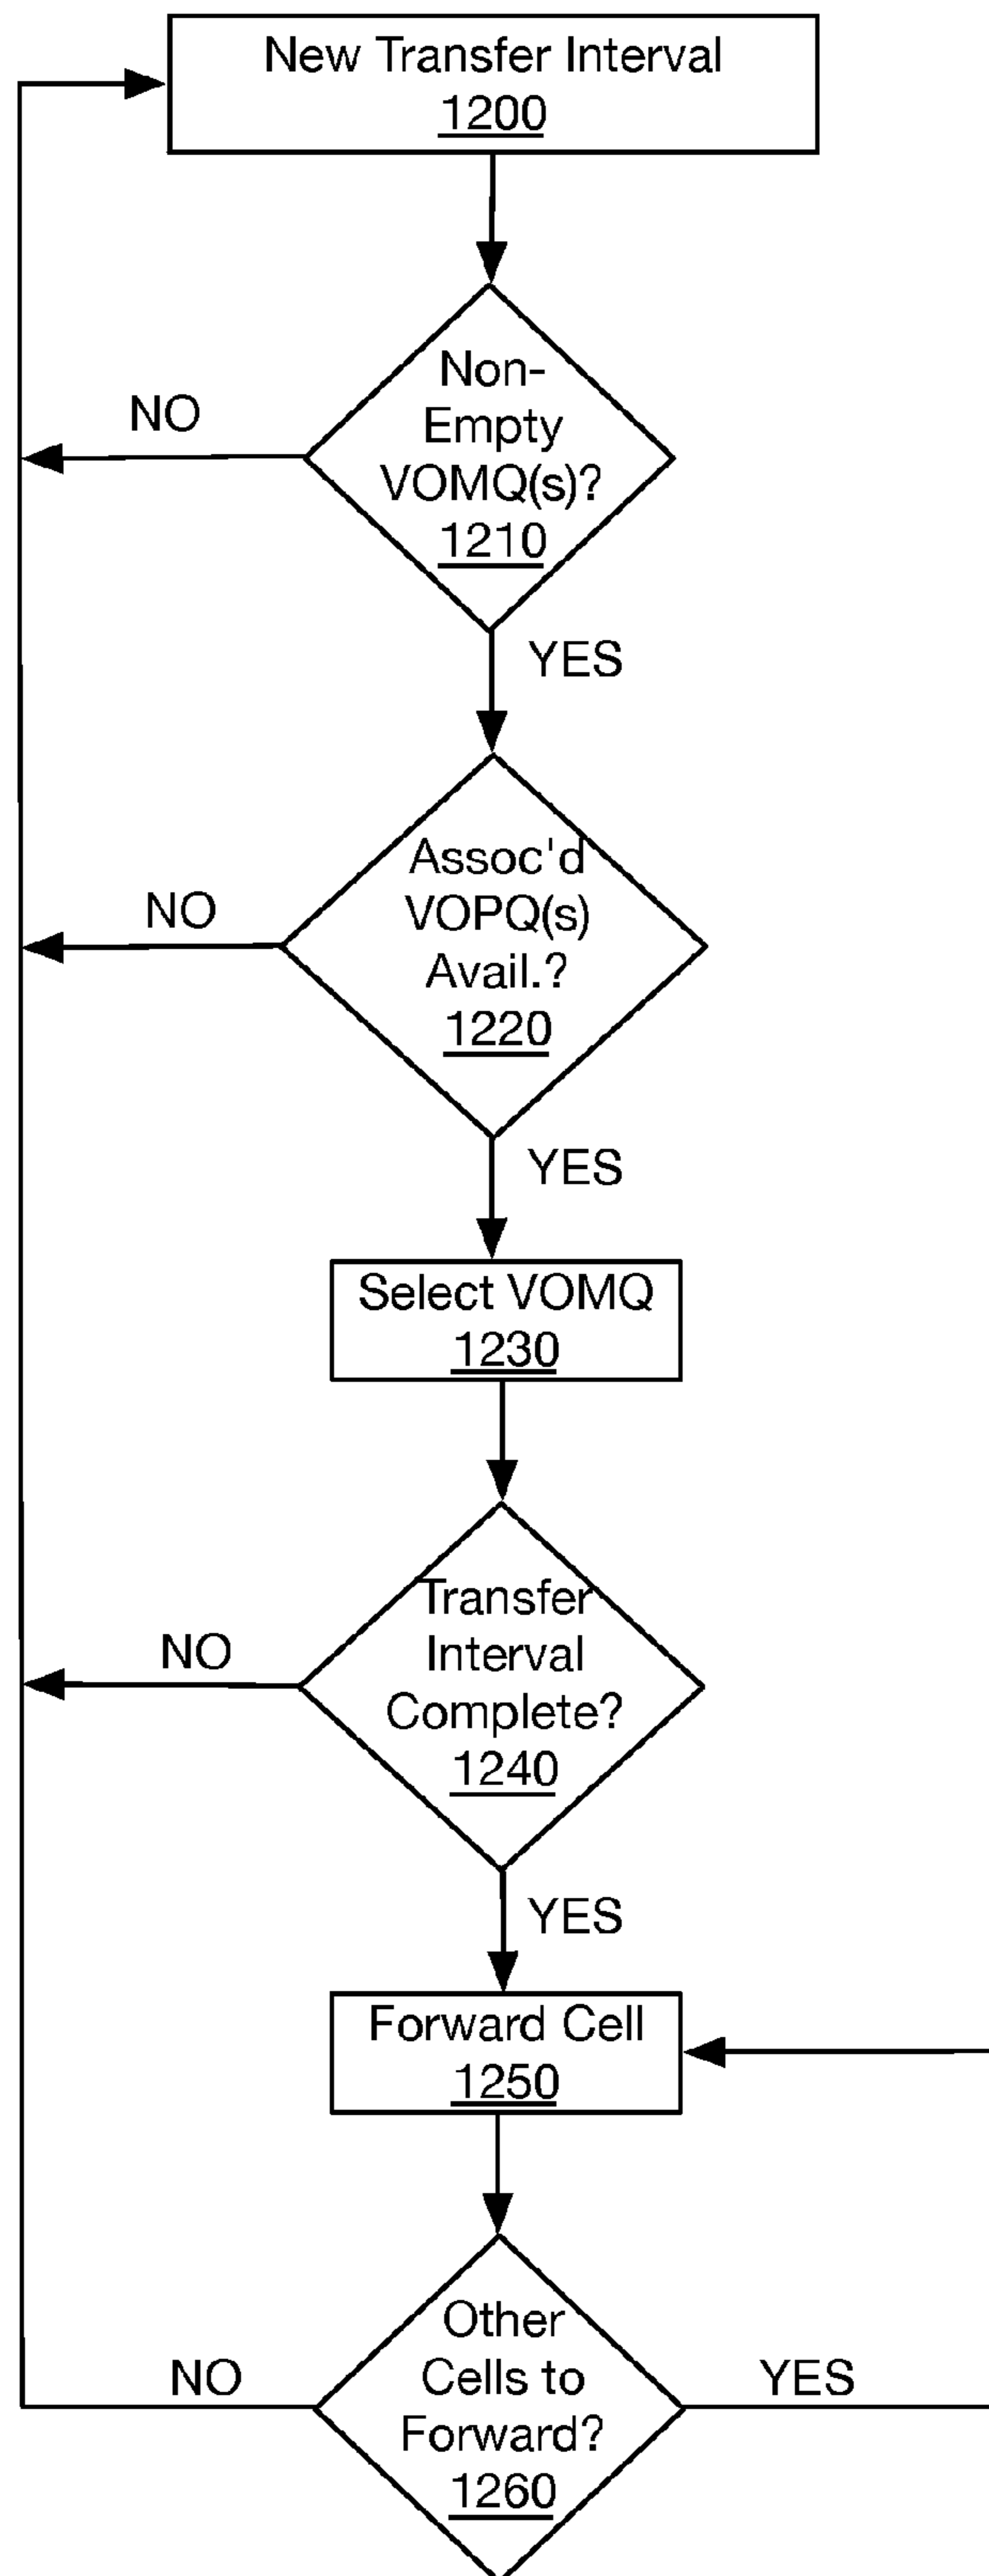 New Transfer Interval
1200
Non-
Empty
NO
VOMQ(s)?
1210
YES
Assoc'd
NO
VOPQ(s)
Avail.?
1220
YES
Select VOMQ
1230
Transfer
NO
Interval
Complete?
1240
YES
Forward Cell
1250
Other
NO
Cells to
YES
Forward?
1260